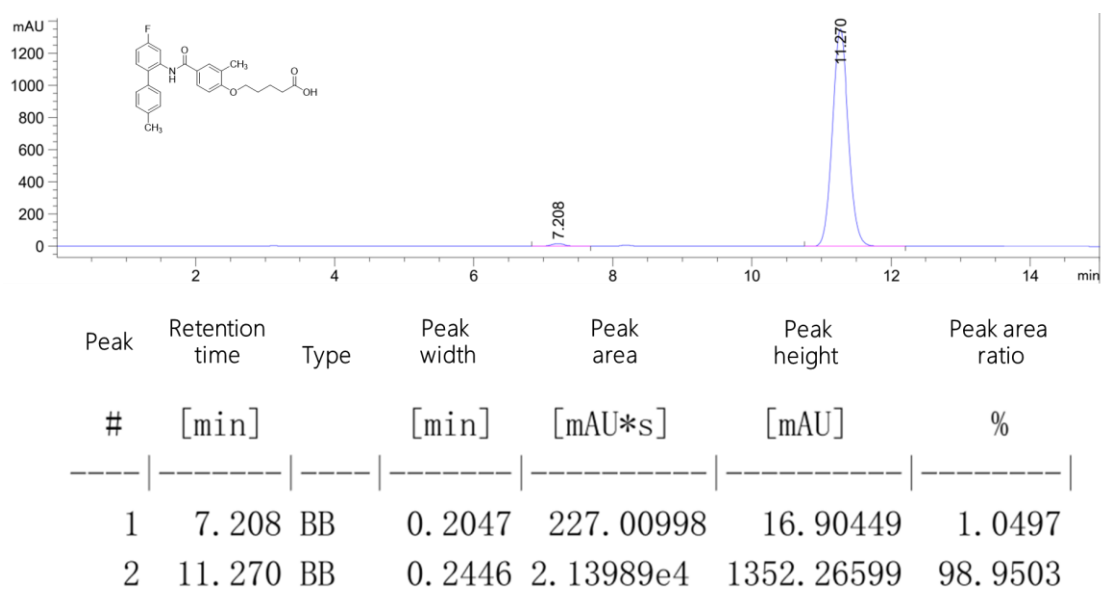 mAU
1200
1000
800
600
400
200
0
F
O
N
H
CH₃
O
O
OH
CH₃
7.208
11.270
2 4 6 8 10 12 14 min
Peak Retention time Type Peak width Peak area Peak height Peak area ratio
# [min] [min] [mAU*s] [mAU] %
----|-------|----|-------|----------|----------|--------|
1 7.208 BB 0.2047 227.00998 16.90449 1.0497
2 11.270 BB 0.2446 2.13989e4 1352.26599 98.9503